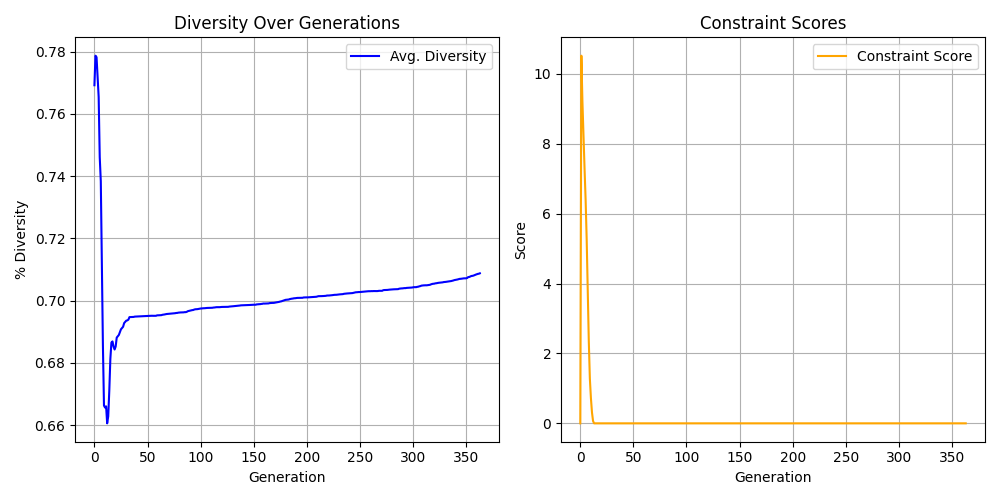 Diversity Over Generations
Avg. Diversity
% Diversity
0.78
0.76
0.74
0.72
0.70
0.68
0.66
0 50 100 150 200 250 300 350
Generation
Constraint Scores
Constraint Score
Score
10
8
6
4
2
0
0 50 100 150 200 250 300 350
Generation